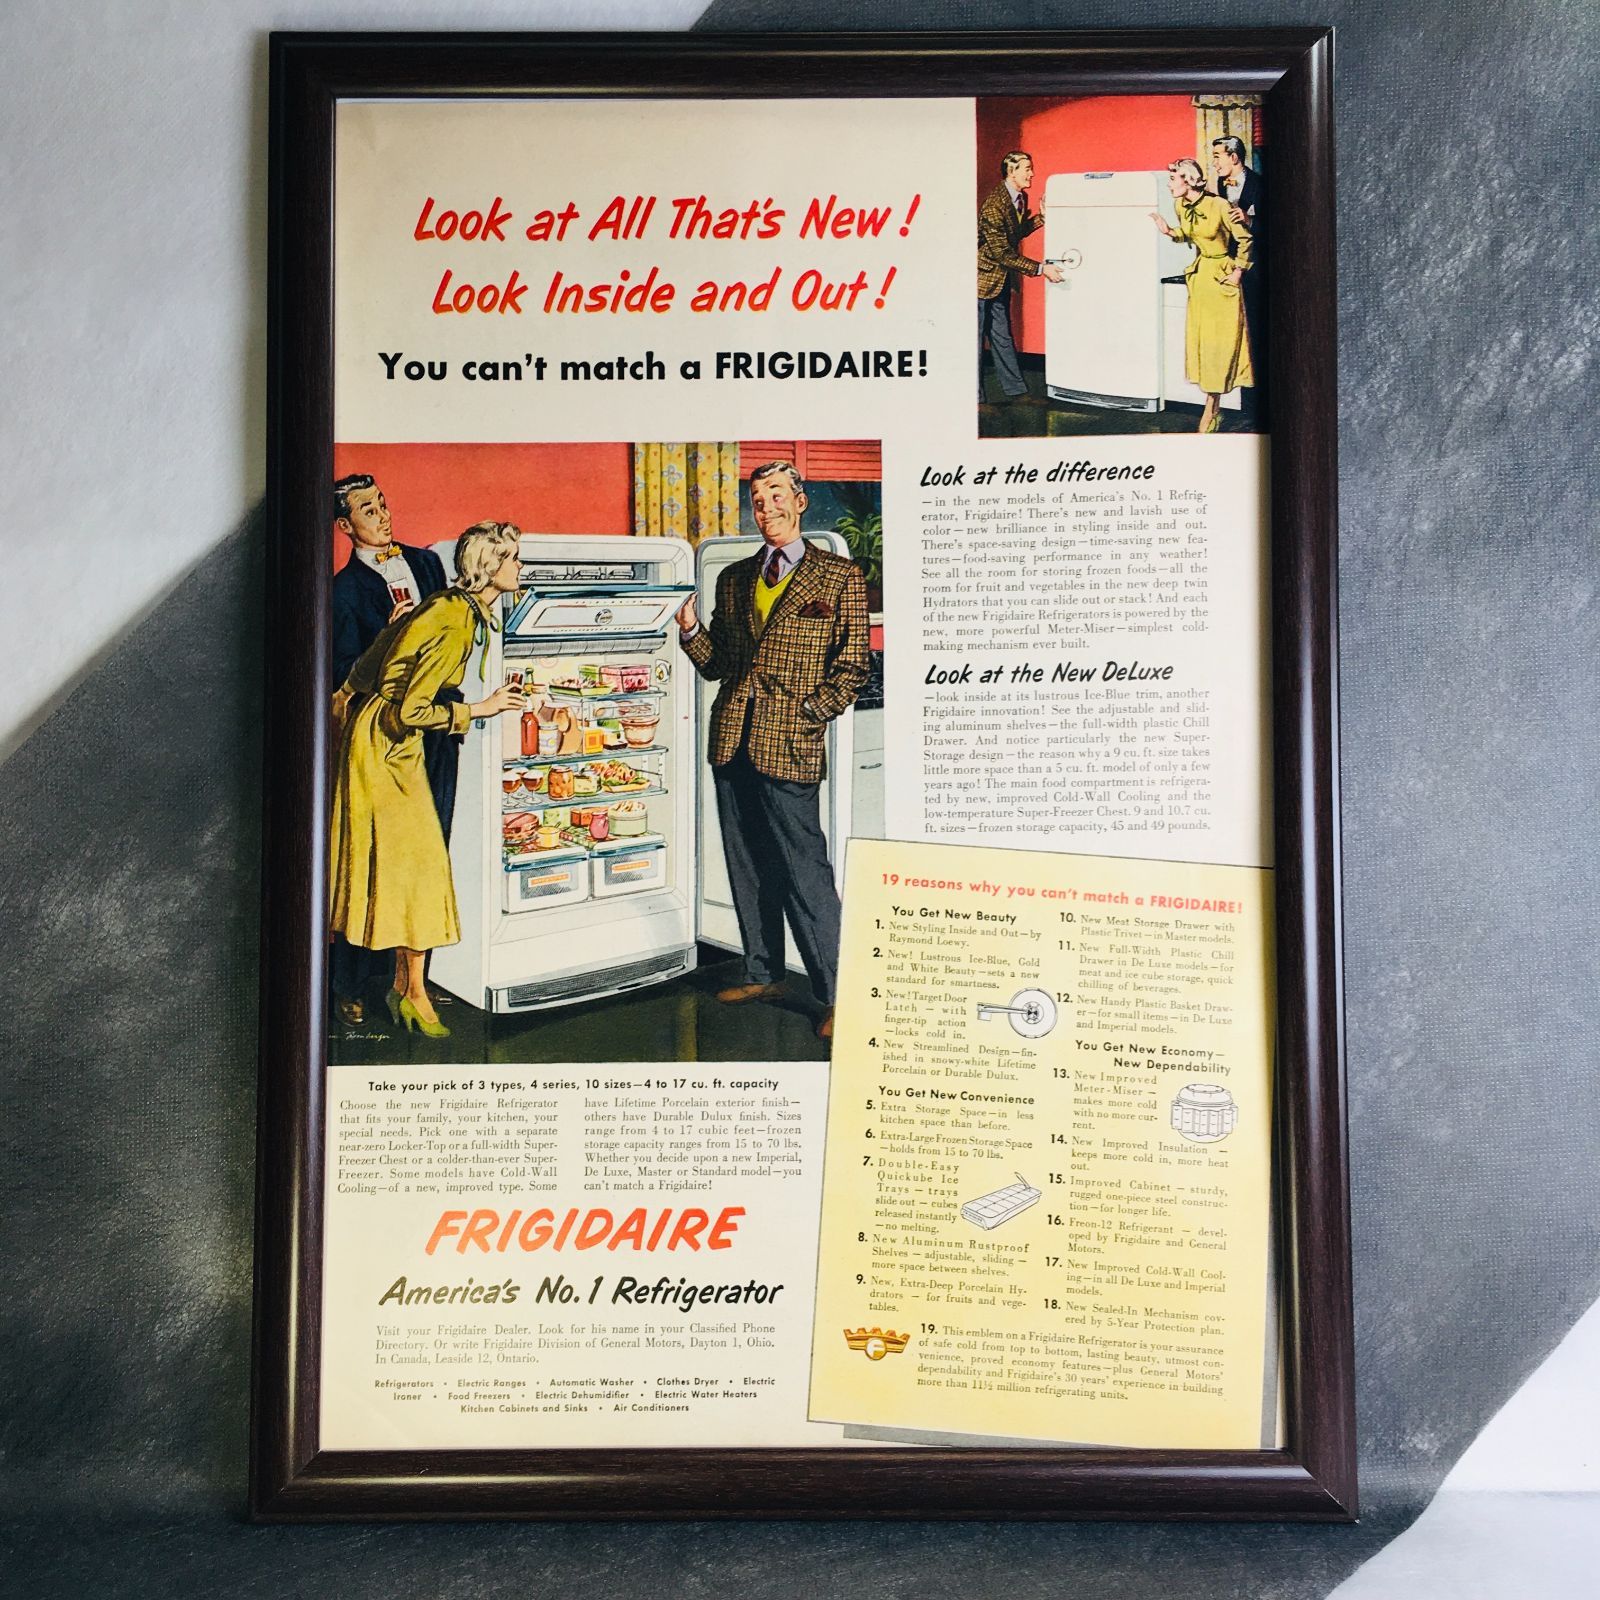 Look at All That's New!
Look Inside and Out!
You can't match a FRIGIDAIRE!
Look at the difference
—in the new models of America's No. 1 Refrig-
erator, Frigidaire! There's new and lavish use of
color—new brilliance in styling inside and out.
There's space-saving design—time-saving new fea-
tures—food-saving performance in any weather!
See all the room for storing frozen foods—all the
room for fruit and vegetables in the new deep twin
Hydrators that you can slide out or stack! And each
of the new Frigidaire Refrigerators is powered by the
new, more powerful Meter-Miser—simplest cold-
making mechanism ever built.
Look at the New DeLuxe
—look inside at its lustrous Ice-Blue trim, another
Frigidaire innovation! See the adjustable and slid-
ing aluminum shelves—the full-width plastic Chill
Drawer. And notice particularly the new Super-
Storage design—the reason why a 9 cu. ft. size takes
little more space than a 5 cu. ft. model of only a few
years ago! The main food compartment is refrigera-
ted by new, improved Cold-Wall Cooling and the
low-temperature Super-Freezer Chest. 9 and 10.7 cu.
ft. sizes—frozen storage capacity, 45 and 49 pounds.
Take your pick of 3 types, 4 series, 10 sizes—4 to 17 cu. ft. capacity
Choose the new Frigidaire Refrigerator
that fits your family, your kitchen, your
special needs. Pick one with a separate
near-zero Locker-Top or a full-width Super-
Freezer Chest or a colder-than-ever Super-
Freezer. Some models have Cold-Wall
Cooling—of a new, improved type. Some
have Lifetime Porcelain exterior finish—
others have Durable Dulux finish. Sizes
range from 4 to 17 cubic feet—frozen
storage capacity ranges from 15 to 70 lbs.
Whether you decide upon a new Imperial,
De Luxe, Master or Standard model—you
can't match a Frigidaire!
FRIGIDAIRE
America's No. 1 Refrigerator
Visit your Frigidaire Dealer. Look for his name in your Classified Phone
Directory. Or write Frigidaire Division of General Motors, Dayton 1, Ohio.
In Canada, Leaside 12, Ontario.
Refrigerators • Electric Ranges • Automatic Washer • Clothes Dryer • Electric
Ironer • Food Freezers • Electric Dehumidifier • Electric Water Heaters
Kitchen Cabinets and Sinks • Air Conditioners
19 reasons why you can't match a FRIGIDAIRE!
You Get New Beauty
1. New Styling Inside and Out—by
Raymond Loewy.
2. New! Lustrous Ice-Blue, Gold
and White Beauty—sets a new
standard for smartness.
3. New! Target Door
Latch — with
finger-tip action
—locks cold in.
4. New Streamlined Design—fin-
ished in snowy-white Lifetime
Porcelain or Durable Dulux.
You Get New Convenience
5. Extra Storage Space—in less
kitchen space than before.
6. Extra-Large Frozen Storage Space
—holds from 15 to 70 lbs.
7. Double-Easy
Quickube Ice
Trays — trays
slide out — cubes
released instantly
—no melting.
8. New Aluminum Rustproof
Shelves — adjustable, sliding —
more space between shelves.
9. New, Extra-Deep Porcelain Hy-
drators — for fruits and vege-
tables.
10. New Meat Storage Drawer with
Plastic Trivet—in Master models.
11. New Full-Width Plastic Chill
Drawer in De Luxe models—for
meat and ice cube storage, quick
chilling of beverages.
12. New Handy Plastic Basket Draw-
er—for small items—in De Luxe
and Imperial models.
You Get New Economy—
New Dependability
13. New Improved
Meter-Miser —
makes more cold
with no more cur-
rent.
14. New Improved Insulation —
keeps more cold in, more heat
out.
15. Improved Cabinet — sturdy,
rugged one-piece steel construc-
tion—for longer life.
16. Freon-12 Refrigerant — devel-
oped by Frigidaire and General
Motors.
17. New Improved Cold-Wall Cool-
ing—in all De Luxe and Imperial
models.
18. New Sealed-In Mechanism cov-
ered by 5-Year Protection plan.
F
19. This emblem on a Frigidaire Refrigerator is your assurance
of safe cold from top to bottom, lasting beauty, utmost con-
venience, proved economy features—plus General Motors'
dependability and Frigidaire's 30 years' experience in building
more than 11½ million refrigerating units.